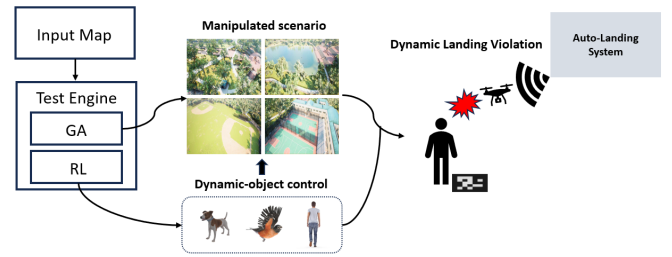 Input Map
Test Engine
GA
RL
Manipulated scenario
Dynamic-object control
Dynamic Landing Violation
Auto-Landing
System